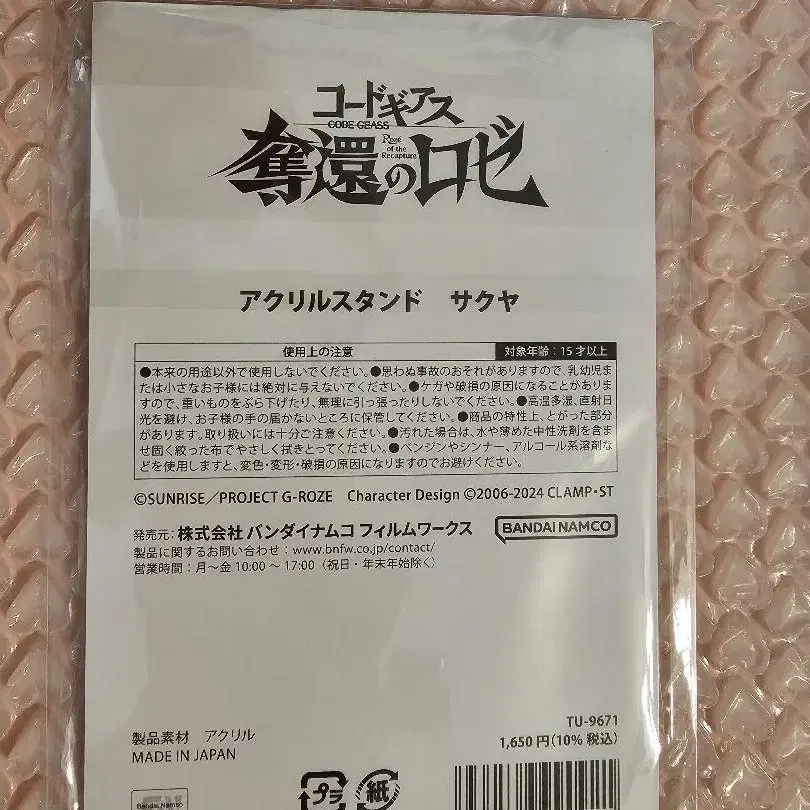 コードギアス
CODE GEASS
奪還のロゼ
Rozé
of the
Recapture
アクリルスタンド　サクヤ
使用上の注意
対象年齢：15才以上
●本来の用途以外で使用しないでください。●思わぬ事故のおそれがありますので、乳幼児ま
たは小さなお子様には絶対に与えないでください。●ケガや破損の原因になることがありま
すので、重いものをぶら下げたり、無理に引っ張ったりしないでください。●高温多湿、直射日
光を避け、お子様の手の届かないところに保管してください。●商品の特性上、とがった部分
があります。取り扱いには十分ご注意ください。●汚れた場合は、水や薄めた中性洗剤を含ま
せ固く絞った布でやさしく拭きとってください。●ベンジンやシンナー、アルコール系溶剤な
どを使用しますと、変色・変形・破損の原因になりますのでお避けください。
©SUNRISE／PROJECT G-ROZE　Character Design ©2006-2024 CLAMP・ST
発売元：株式会社 バンダイナムコ フィルムワークス
BANDAI NAMCO
製品に関するお問い合わせ：www.bnfw.co.jp/contact/
営業時間：月～金 10:00 ～ 17:00（祝日・年末年始除く）
TU-9671
製品素材　アクリル
1,650円（10% 税込）
MADE IN JAPAN
Bandai Namco
プラ
紙